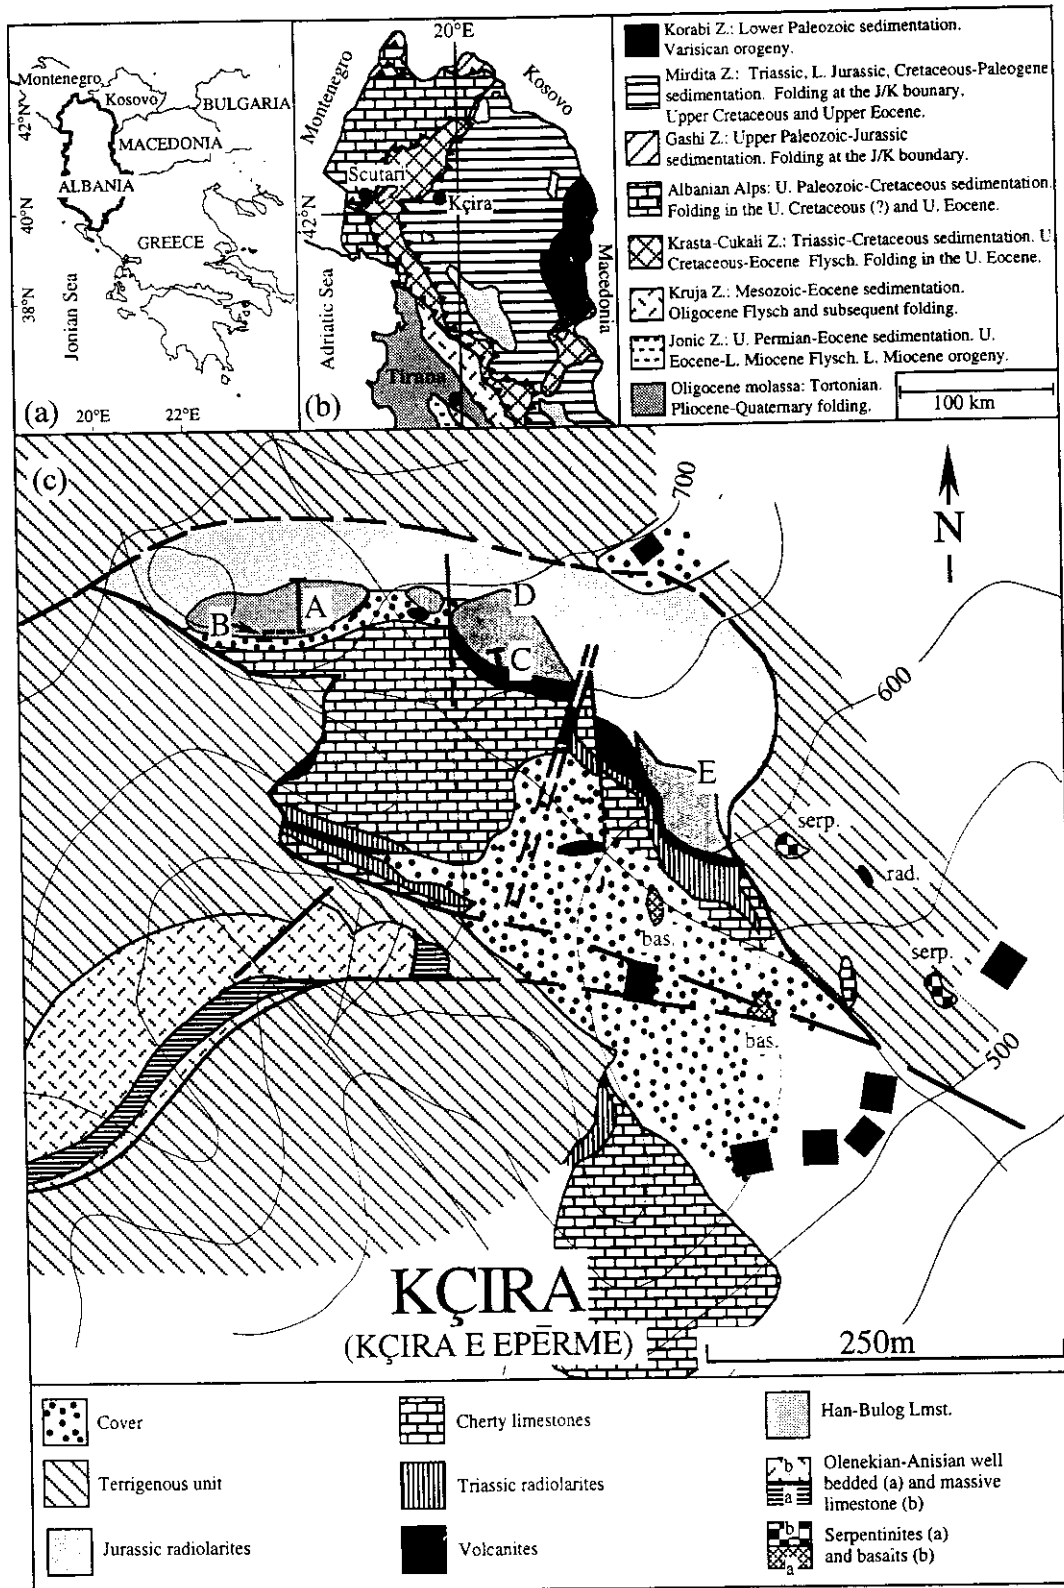 Montenegro
Kosovo
BULGARIA
MACEDONIA
ALBANIA
GREECE
Jonian Sea
42°N
40°N
38°N
20°E
22°E
(a)
20°E
Montenegro
Kosovo
Scutari
Kçira
42°N
Adriatic Sea
Macedonia
Tirana
(b)
Korabi Z.: Lower Paleozoic sedimentation.
Varisican orogeny.
Mirdita Z.: Triassic, L. Jurassic, Cretaceous-Paleogene
sedimentation. Folding at the J/K bounary,
Upper Cretaceous and Upper Eocene.
Gashi Z.: Upper Paleozoic-Jurassic
sedimentation. Folding at the J/K boundary.
Albanian Alps: U. Paleozoic-Cretaceous sedimentation.
Folding in the U. Cretaceous (?) and U. Eocene.
Krasta-Cukali Z.: Triassic-Cretaceous sedimentation. U
Cretaceous-Eocene Flysch. Folding in the U. Eocene.
Kruja Z.: Mesozoic-Eocene sedimentation.
Oligocene Flysch and subsequent folding.
Jonic Z.: U. Permian-Eocene sedimentation. U.
Eocene-L. Miocene Flysch. L. Miocene orogeny.
Oligocene molassa: Tortonian.
Pliocene-Quaternary folding.
100 km
(c)
700
N
A
B
D
C
600
E
serp.
rad.
bas.
serp.
bas.
500
KÇIRA
(KÇIRA E EPĒRME)
250m
Cover
Cherty limestones
Han-Bulog Lmst.
Terrigenous unit
Triassic radiolarites
b
a
Olenekian-Anisian well
bedded (a) and massive
limestone (b)
Jurassic radiolarites
Volcanites
b
a
Serpentinites (a)
and basalts (b)